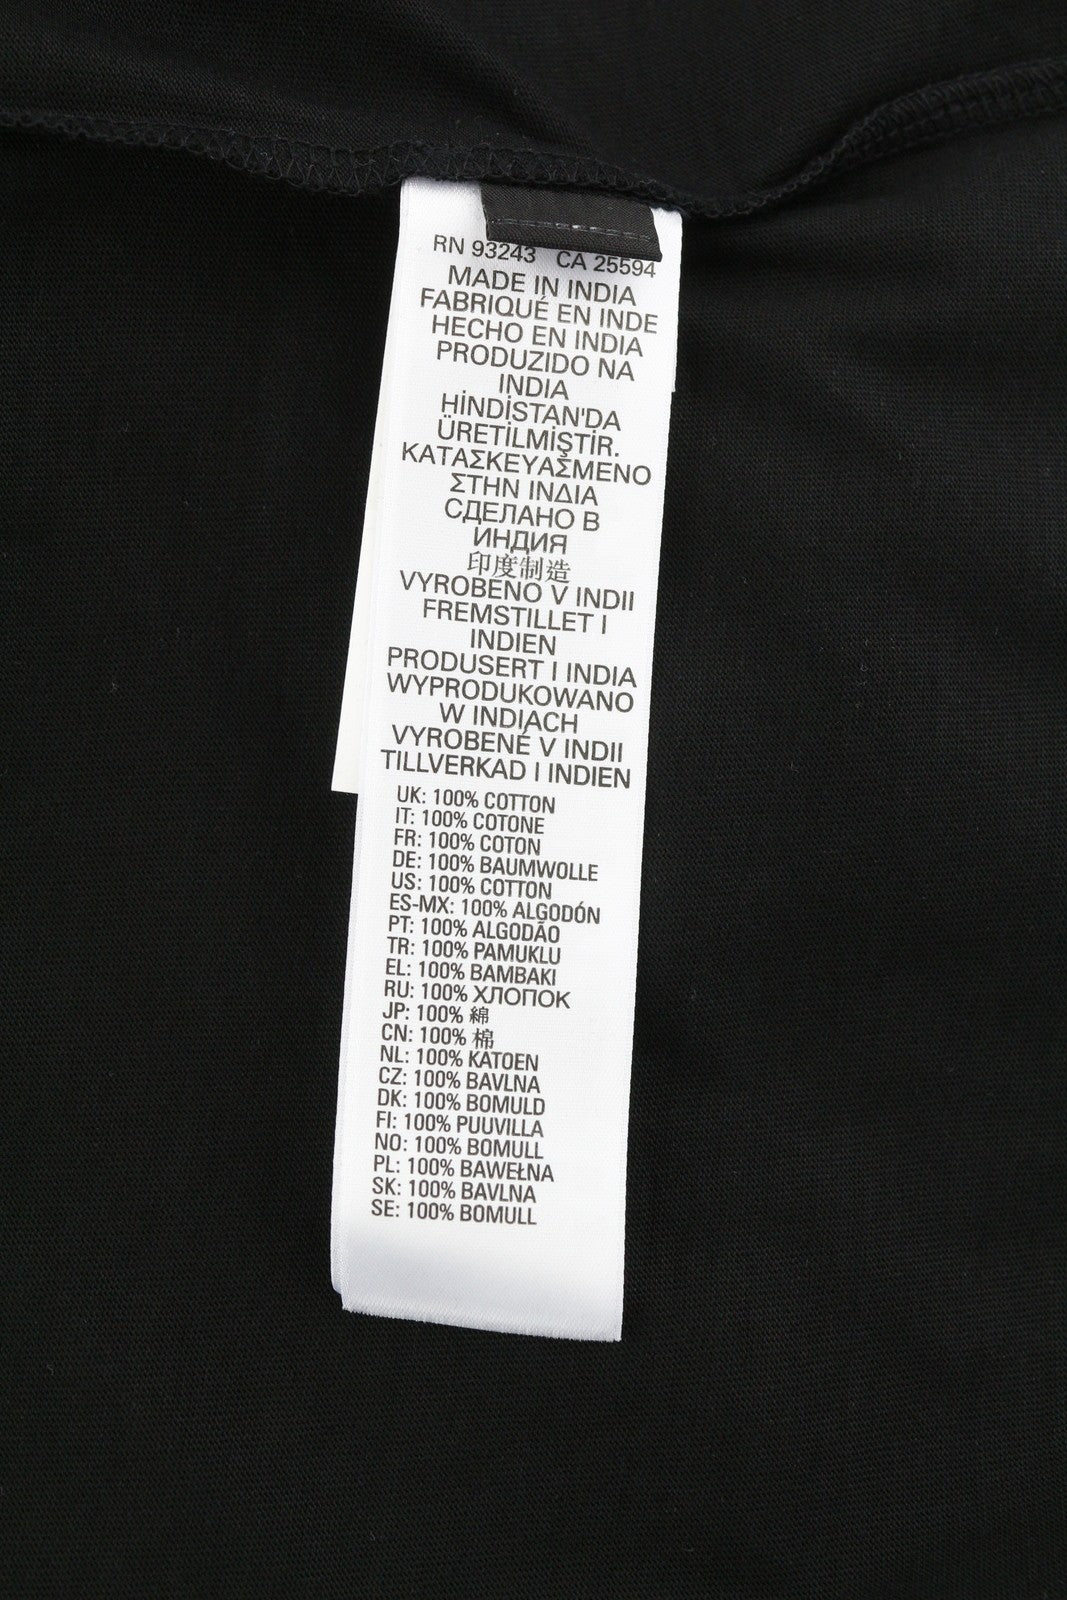 RN 93243 CA 25594
MADE IN INDIA
FABRIQUÉ EN INDE
HECHO EN INDIA
PRODUZIDO NA
INDIA
HİNDİSTAN'DA
ÜRETİLMİŞTİR.
ΚΑΤΑΣΚΕΥΑΣΜΕΝΟ
ΣΤΗΝ ΙΝΔΙΑ
СДЕЛАНО В
ИНДИЯ
印度制造
VYROBENO V INDII
FREMSTILLET I
INDIEN
PRODUSERT I INDIA
WYPRODUKOWANO
W INDIACH
VYROBENÉ V INDII
TILLVERKAD I INDIEN
UK: 100% COTTON
IT: 100% COTONE
FR: 100% COTON
DE: 100% BAUMWOLLE
US: 100% COTTON
ES-MX: 100% ALGODÓN
PT: 100% ALGODÃO
TR: 100% PAMUKLU
EL: 100% ΒΑΜΒΑΚΙ
RU: 100% ХЛОПОК
JP: 100% 綿
CN: 100% 棉
NL: 100% KATOEN
CZ: 100% BAVLNA
DK: 100% BOMULD
FI: 100% PUUVILLA
NO: 100% BOMULL
PL: 100% BAWEŁNA
SK: 100% BAVLNA
SE: 100% BOMULL